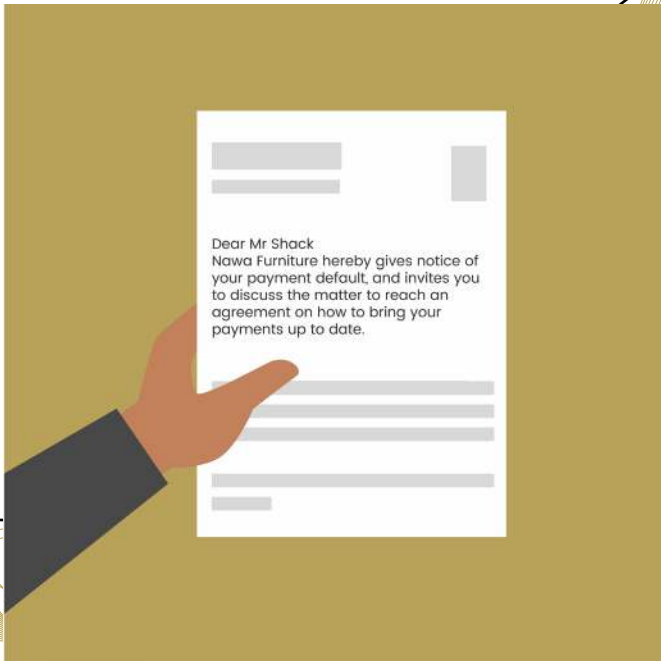 Dear Mr Shack
Nawa Furniture hereby gives notice of
your payment default, and invites you
to discuss the matter to reach an
agreement on how to bring your
payments up to date.